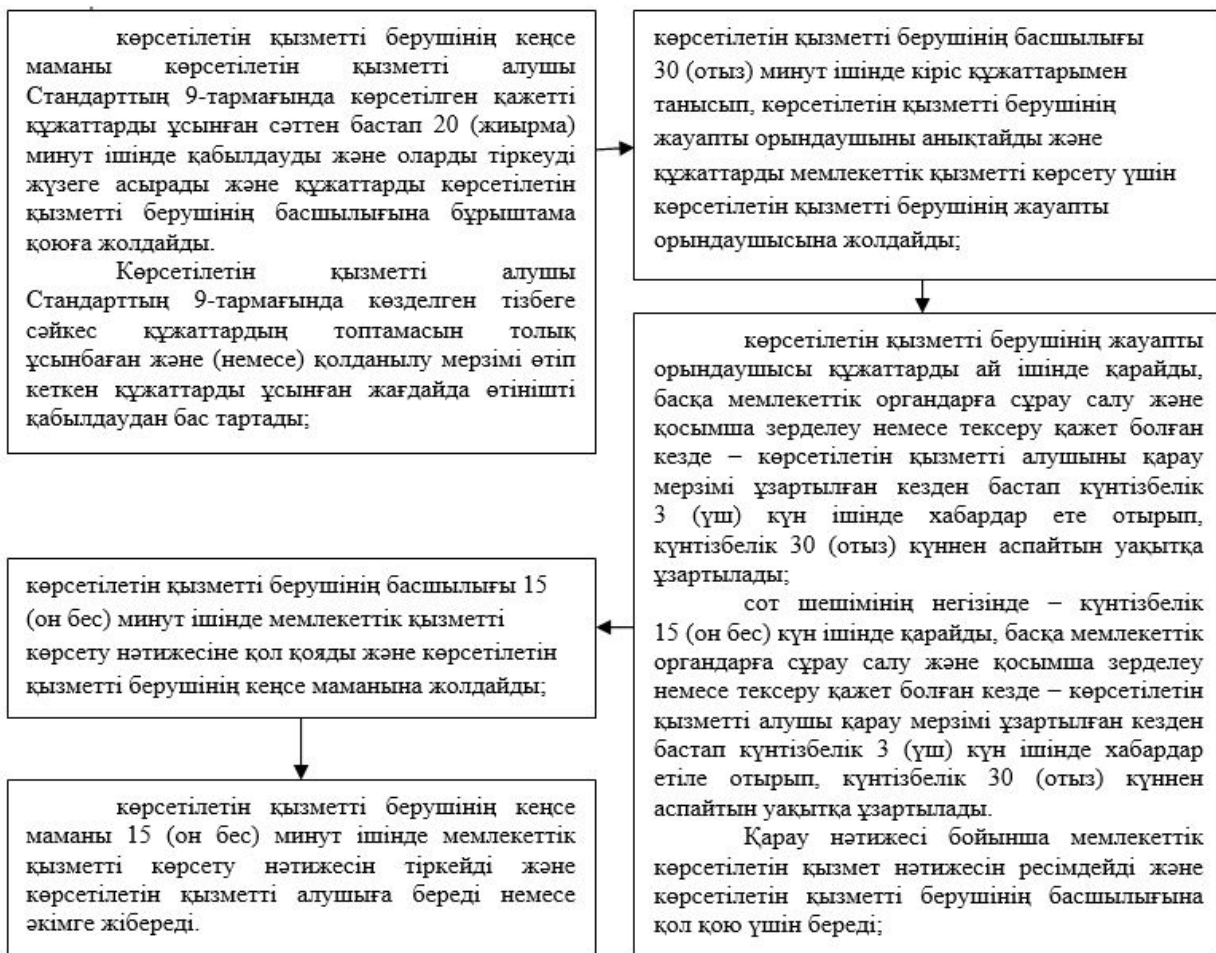 көрсетілетін қызметті берушінің кеңсе
маманы көрсетілетін қызметті алушы
Стандарттың 9-тармағында көрсетілген қажетті
құжаттарды ұсынған сәттен бастап 20 (жиырма)
минут ішінде қабылдауды және оларды тіркеуді
жүзеге асырады және құжаттарды көрсетілетін
қызметті берушінің басшылығына бұрыштама
қоюға жолдайды.
Көрсетілетін қызметті алушы
Стандарттың 9-тармағында көзделген тізбеге
сәйкес құжаттардың топтамасын толық
ұсынбаған және (немесе) қолданылу мерзімі өтіп
кеткен құжаттарды ұсынған жағдайда өтінішті
қабылдаудан бас тартады;
көрсетілетін қызметті берушінің басшылығы
30 (отыз) минут ішінде кіріс құжаттарымен
танысып, көрсетілетін қызметті берушінің
жауапты орындаушыны анықтайды және
құжаттарды мемлекеттік қызметті көрсету үшін
көрсетілетін қызметті берушінің жауапты
орындаушысына жолдайды;
көрсетілетін қызметті берушінің жауапты
орындаушысы құжаттарды ай ішінде қарайды,
басқа мемлекеттік органдарға сұрау салу және
қосымша зерделеу немесе тексеру қажет болған
кезде – көрсетілетін қызметті алушыны қарау
мерзімі ұзартылған кезден бастап күнтізбелік
3 (үш) күн ішінде хабардар ете отырып,
күнтізбелік 30 (отыз) күннен аспайтын уақытқа
ұзартылады;
сот шешімінің негізінде – күнтізбелік
15 (он бес) күн ішінде қарайды, басқа мемлекеттік
органдарға сұрау салу және қосымша зерделеу
немесе тексеру қажет болған кезде – көрсетілетін
қызметті алушы қарау мерзімі ұзартылған кезден
бастап күнтізбелік 3 (үш) күн ішінде хабардар
етіле отырып, күнтізбелік 30 (отыз) күннен
аспайтын уақытқа ұзартылады.
Қарау нәтижесі бойынша мемлекеттік
көрсетілетін қызмет нәтижесін ресімдейді және
көрсетілетін қызметті берушінің басшылығына
қол қою үшін береді;
көрсетілетін қызметті берушінің басшылығы 15
(он бес) минут ішінде мемлекеттік қызметті
көрсету нәтижесіне қол қояды және көрсетілетін
қызметті берушінің кеңсе маманына жолдайды;
көрсетілетін қызметті берушінің кеңсе
маманы 15 (он бес) минут ішінде мемлекеттік
қызметті көрсету нәтижесін тіркейді және
көрсетілетін қызметті алушыға береді немесе
әкімге жібереді.